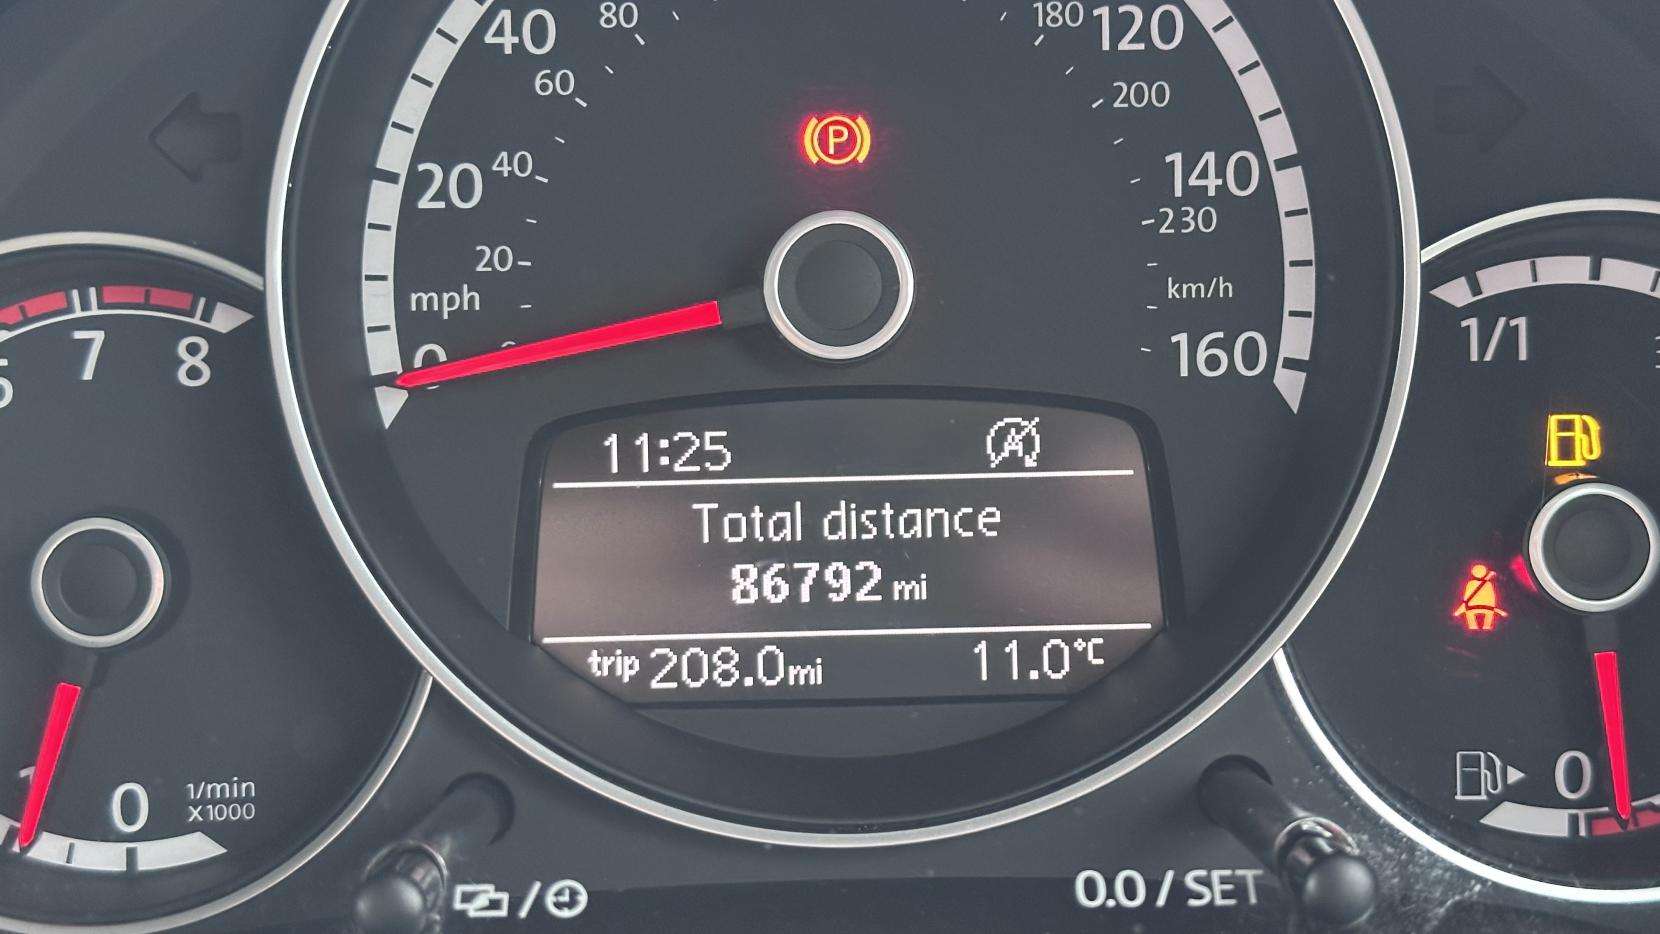 40 80 180 120
60 200
20 40 140
230
20
mph km/h
0 160
7 8
1/1
P
11:25
Total distance
86792 mi
trip 208.0mi 11.0°C
0 1/min
X1000
0
0.0 / SET